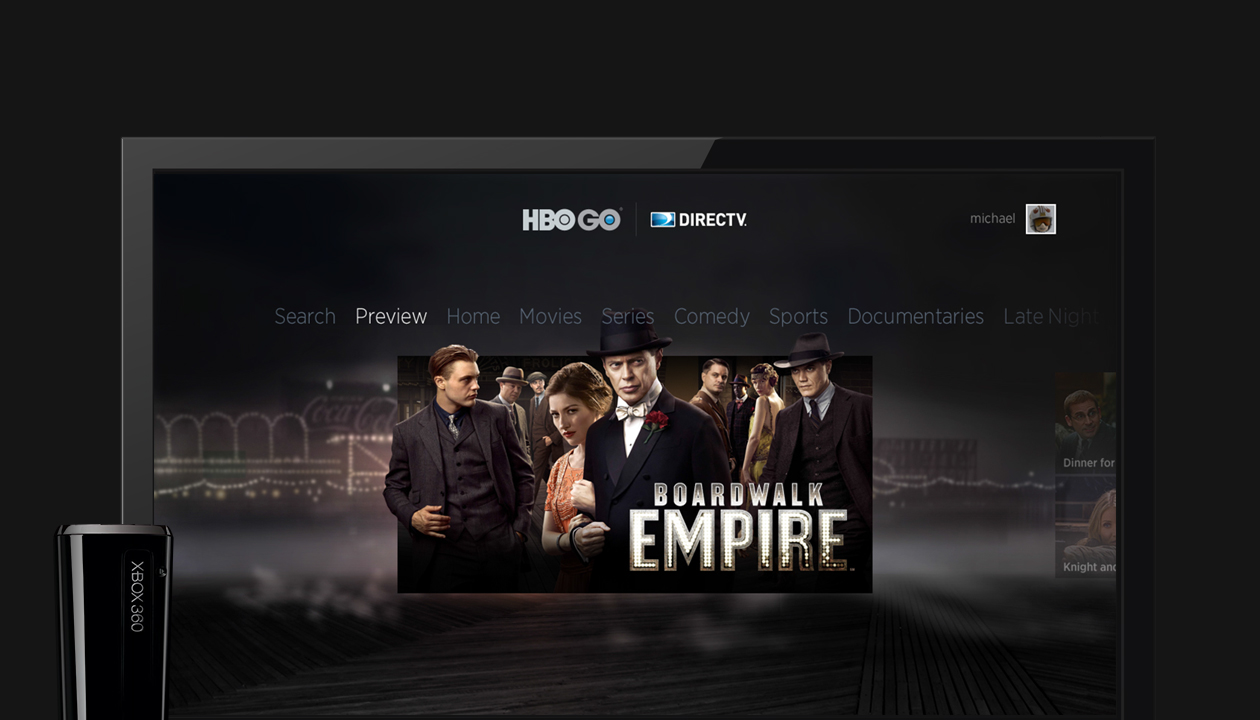 HBO GO® DIRECTV.
michael
Search Preview Home Movies Series Comedy Sports Documentaries Late Night
Coca-Cola
BOARDWALK
EMPIRE
Dinner for
Knight and
XBOX 360